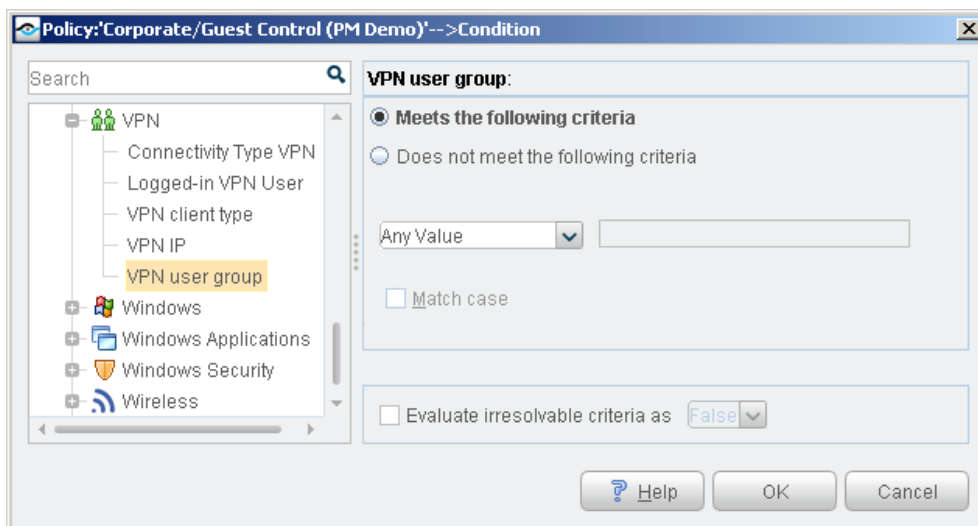 Policy:'Corporate/Guest Control (PM Demo)'-->Condition
Search
VPN
Connectivity Type VPN
Logged-in VPN User
VPN client type
VPN IP
VPN user group
Windows
Windows Applications
Windows Security
Wireless
VPN user group:
Meets the following criteria
Does not meet the following criteria
Any Value
Match case
Evaluate irresolvable criteria as False
Help
OK
Cancel